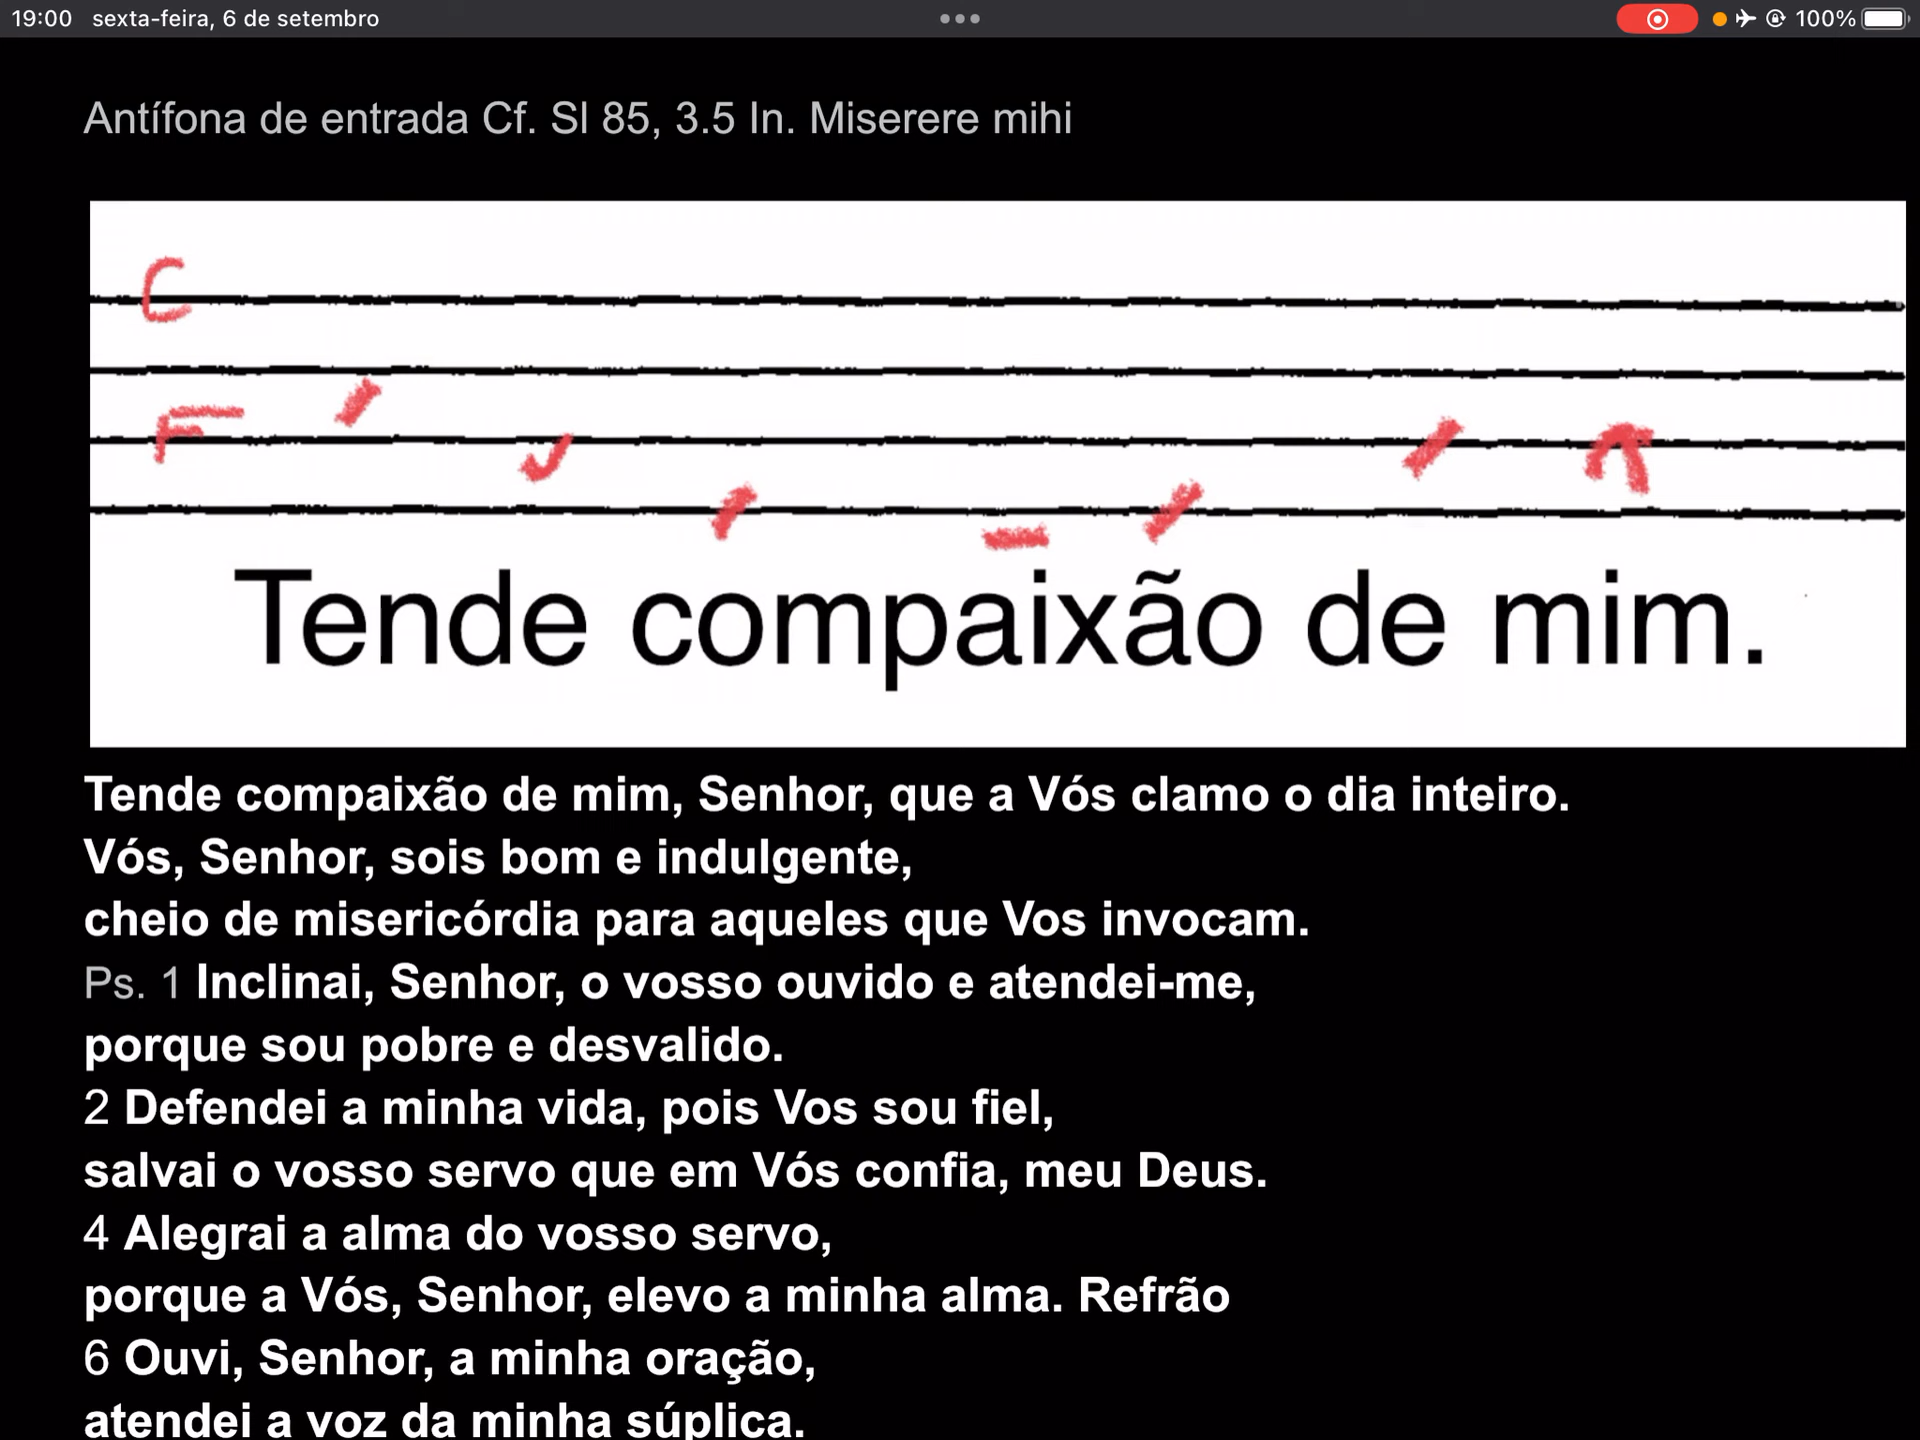 19:00 sexta-feira, 6 de setembro
100%
Antífona de entrada Cf. Sl 85, 3.5 In. Miserere mihi
C
F
Tende compaixão de mim.
Tende compaixão de mim, Senhor, que a Vós clamo o dia inteiro.
Vós, Senhor, sois bom e indulgente,
cheio de misericórdia para aqueles que Vos invocam.
Ps. 1 Inclinai, Senhor, o vosso ouvido e atendei-me,
porque sou pobre e desvalido.
2 Defendei a minha vida, pois Vos sou fiel,
salvai o vosso servo que em Vós confia, meu Deus.
4 Alegrai a alma do vosso servo,
porque a Vós, Senhor, elevo a minha alma. Refrão
6 Ouvi, Senhor, a minha oração,
atendei a voz da minha súplica.